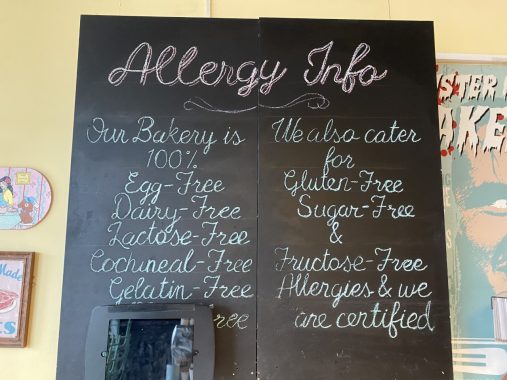 Allergy Info
Our Bakery is
100%
Egg-Free
Dairy-Free
Lactose-Free
Cochineal-Free
Gelatin-Free
We also cater
for
Gluten-Free
Sugar-Free
&
Fructose-Free
Allergies & we
are certified